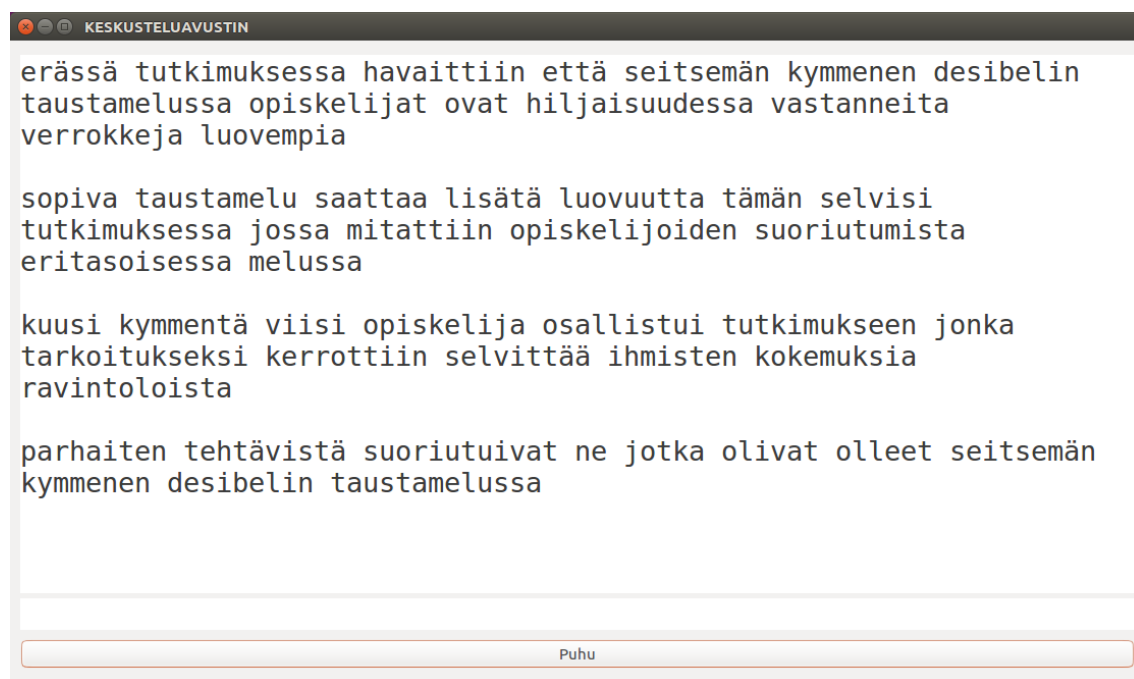 KESKUSTELUAVUSTIN
erässä tutkimuksessa havaittiin että seitsemän kymmenen desibelin
taustamelussa opiskelijat ovat hiljaisuudessa vastanneita
verrokkeja luovempia
sopiva taustamelu saattaa lisätä luovuutta tämän selvisi
tutkimuksessa jossa mitattiin opiskelijoiden suoriutumista
eritasoisessa melussa
kuusi kymmentä viisi opiskelija osallistui tutkimukseen jonka
tarkoitukseksi kerrottiin selvittää ihmisten kokemuksia
ravintoloista
parhaiten tehtävistä suoriutuivat ne jotka olivat olleet seitsemän
kymmenen desibelin taustamelussa
Puhu